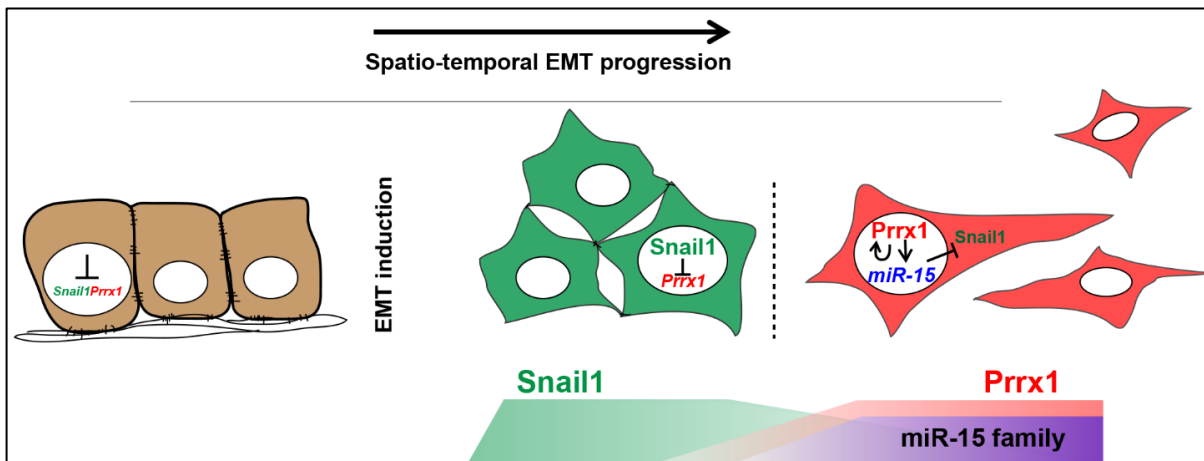 Spatio-temporal EMT progression
Snail1Prrx1
EMT induction
Snail1
Prrx1
Prrx1
miR-15
Snail1
Snail1
Prrx1
miR-15 family